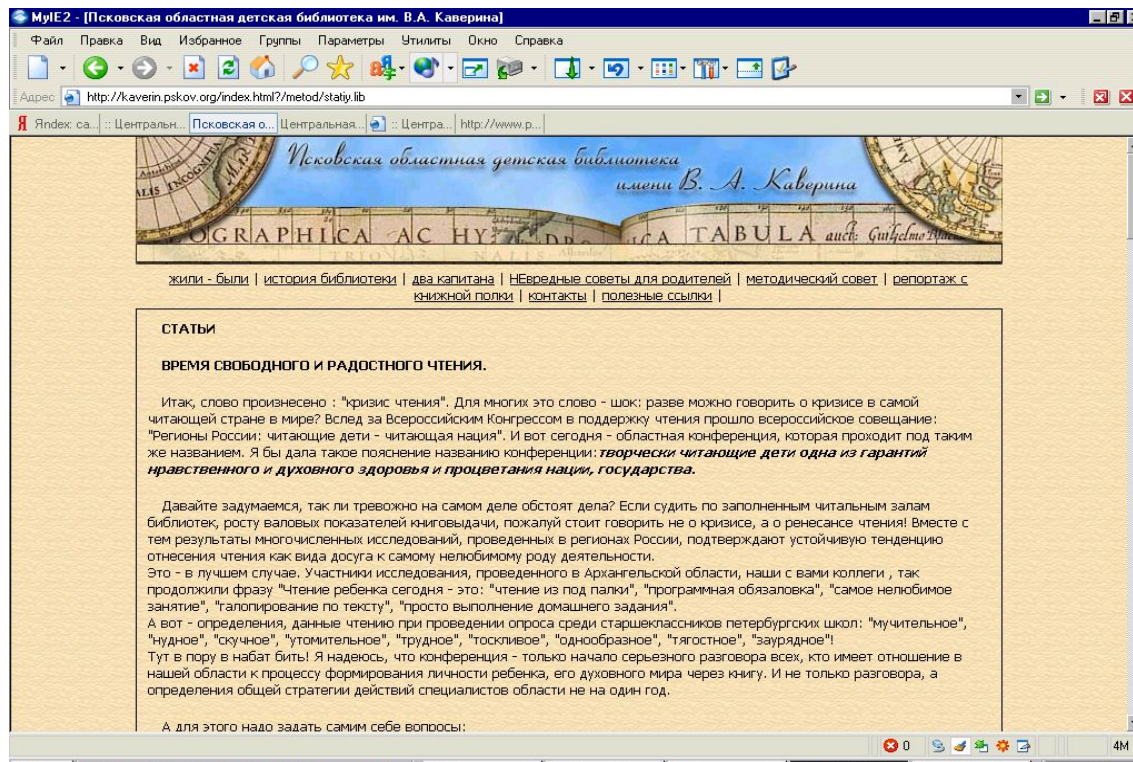 MyIE2 - [Псковская областная детская библиотека им. В.А. Каверина]
Файл Правка Вид Избранное Группы Параметры Утилиты Окно Справка
Адрес http://kaverin.pskov.org/index.html?/metod/statiy.lib
Яndex: са... :: Центральн... Псковская о... Центральная... :: Центра... http://www.p...
Псковская областная детская библиотека
имени В. А. Каверина
TABULA auct:
жили - были | история библиотеки | два капитана | НЕвредные советы для родителей | методический совет | репортаж с
книжной полки | контакты | полезные ссылки |
СТАТЬИ
ВРЕМЯ СВОБОДНОГО И РАДОСТНОГО ЧТЕНИЯ.
Итак, слово произнесено : "кризис чтения". Для многих это слово - шок: разве можно говорить о кризисе в самой
читающей стране в мире? Вслед за Всероссийским Конгрессом в поддержку чтения прошло всероссийское совещание:
"Регионы России: читающие дети - читающая нация". И вот сегодня - областная конференция, которая проходит под таким
же названием. Я бы дала такое пояснение названию конференции: творчески читающие дети одна из гарантий
нравственного и духовного здоровья и процветания нации, государства.
Давайте задумаемся, так ли тревожно на самом деле обстоят дела? Если судить по заполненным читальным залам
библиотек, росту валовых показателей книговыдачи, пожалуй стоит говорить не о кризисе, а о ренесансе чтения! Вместе с
тем результаты многочисленных исследований, проведенных в регионах России, подтверждают устойчивую тенденцию
отнесения чтения как вида досуга к самому нелюбимому роду деятельности.
Это - в лучшем случае. Участники исследования, проведенного в Архангельской области, наши с вами коллеги , так
продолжили фразу "Чтение ребенка сегодня - это: "чтение из под палки", "программная обязаловка", "самое нелюбимое
занятие", "галопирование по тексту", "просто выполнение домашнего задания".
А вот - определения, данные чтению при проведении опроса среди старшеклассников петербургских школ: "мучительное",
"нудное", "скучное", "утомительное", "трудное", "тоскливое", "однообразное", "тягостное", "заурядное"!
Тут в пору в набат бить! Я надеюсь, что конференция - только начало серьезного разговора всех, кто имеет отношение в
нашей области к процессу формирования личности ребенка, его духовного мира через книгу. И не только разговора, а
определения общей стратегии действий специалистов области не на один год.
А для этого надо задать самим себе вопросы:
0 4M